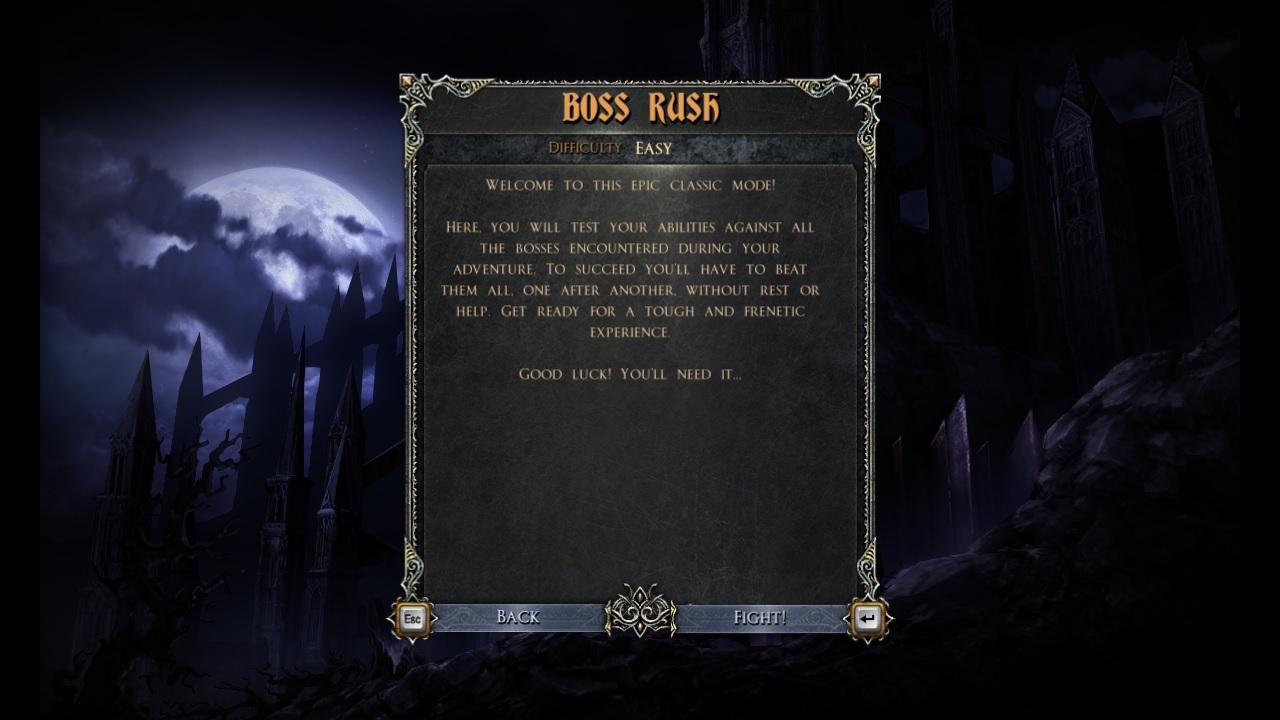 BOSS RUSH
DIFFICULTY EASY
WELCOME TO THIS EPIC CLASSIC MODE!
HERE, YOU WILL TEST YOUR ABILITIES AGAINST ALL
THE BOSSES ENCOUNTERED DURING YOUR
ADVENTURE. TO SUCCEED YOU'LL HAVE TO BEAT
THEM ALL, ONE AFTER ANOTHER, WITHOUT REST OR
HELP. GET READY FOR A TOUGH AND FRENETIC
EXPERIENCE.
GOOD LUCK! YOU'LL NEED IT...
Esc BACK FIGHT! ↵